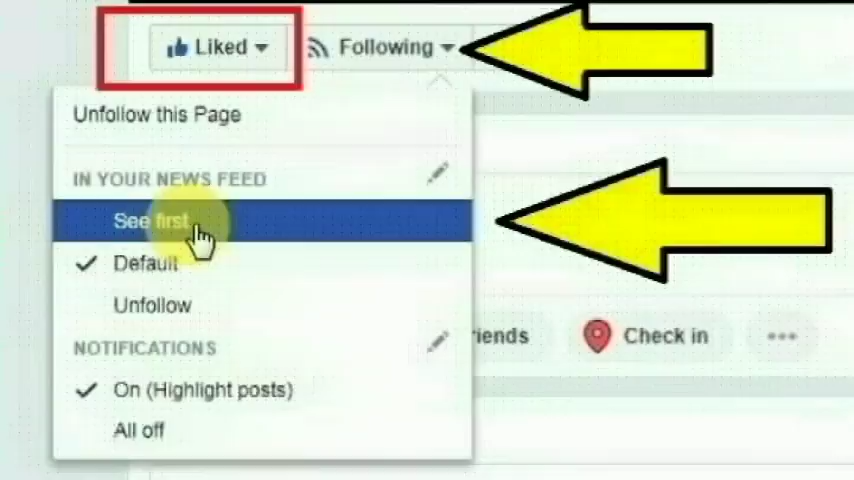 Liked Following
Unfollow this Page
IN YOUR NEWS FEED
See first
Default
Unfollow
riends Check in
NOTIFICATIONS
On (Highlight posts)
All off